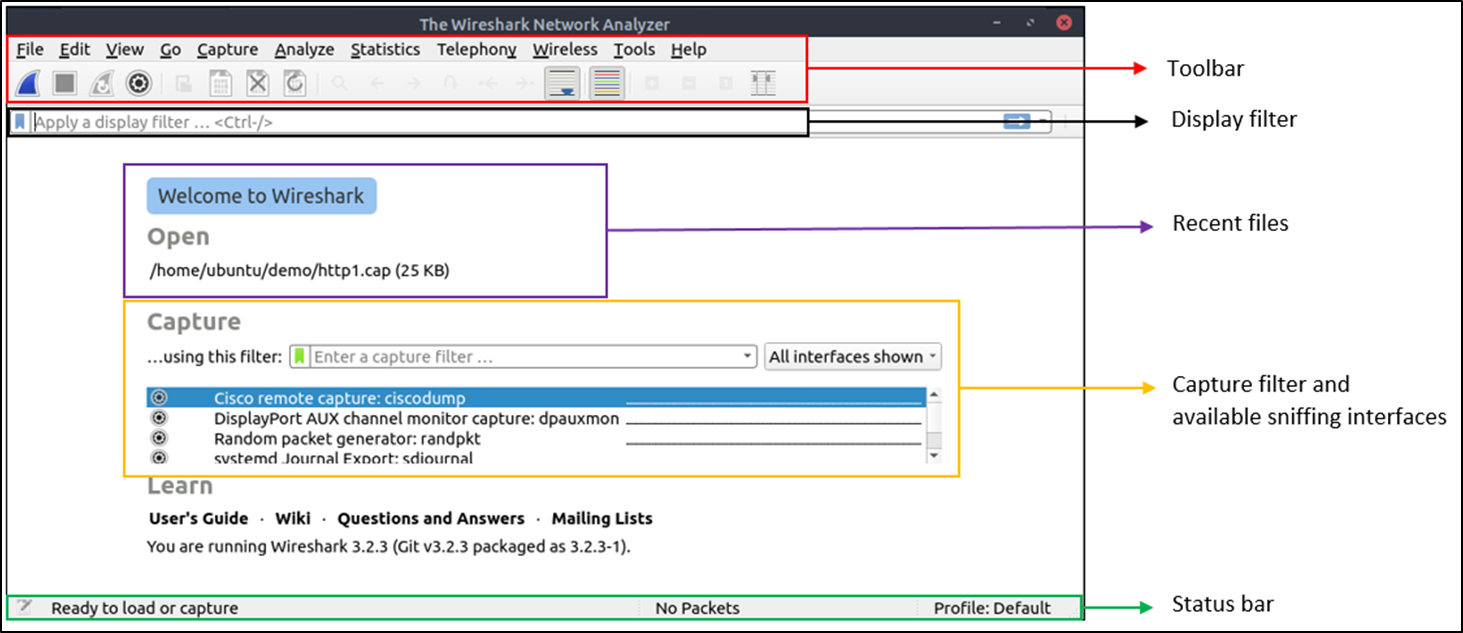 The Wireshark Network Analyzer
File Edit View Go Capture Analyze Statistics Telephony Wireless Tools Help
Toolbar
Apply a display filter … <Ctrl-/>
Display filter
Welcome to Wireshark
Open
Recent files
/home/ubuntu/demo/http1.cap (25 KB)
Capture
…using this filter: Enter a capture filter … All interfaces shown
Cisco remote capture: ciscodump
DisplayPort AUX channel monitor capture: dpauxmon
Random packet generator: randpkt
systemd Journal Export: sdjournal
Capture filter and
available sniffing interfaces
Learn
User's Guide · Wiki · Questions and Answers · Mailing Lists
You are running Wireshark 3.2.3 (Git v3.2.3 packaged as 3.2.3-1).
Ready to load or capture No Packets Profile: Default
Status bar